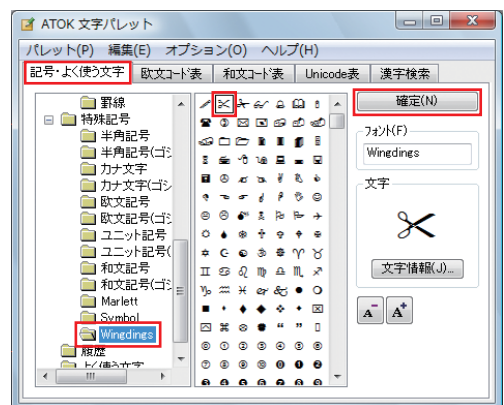 ATOK 文字パレット
パレット(P) 編集(E) オプション(O) ヘルプ(H)
記号・よく使う文字 欧文コード表 和文コード表 Unicode表 漢字検索
罫線
特殊記号
半角記号
半角記号(ゴシ
カナ文字
カナ文字(ゴシ
欧文記号
欧文記号(ゴシ
ユニット記号
ユニット記号(
和文記号
和文記号(ゴシ
Marlett
Symbol
Wingdings
履歴
よく使う文字
確定(N)
フォント(F)
Wingdings
文字
文字情報(J)...
A- A+